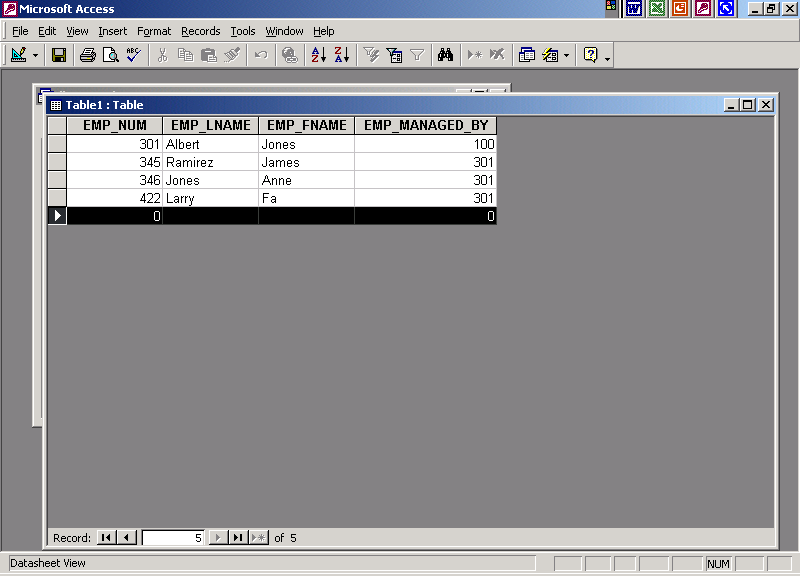 Microsoft Access
File Edit View Insert Format Records Tools Window Help
Table1 : Table
EMP_NUM EMP_LNAME EMP_FNAME EMP_MANAGED_BY
301 Albert Jones 100
345 Ramirez James 301
346 Jones Anne 301
422 Larry Fa 301
0 0
Record: 5 of 5
Datasheet View NUM